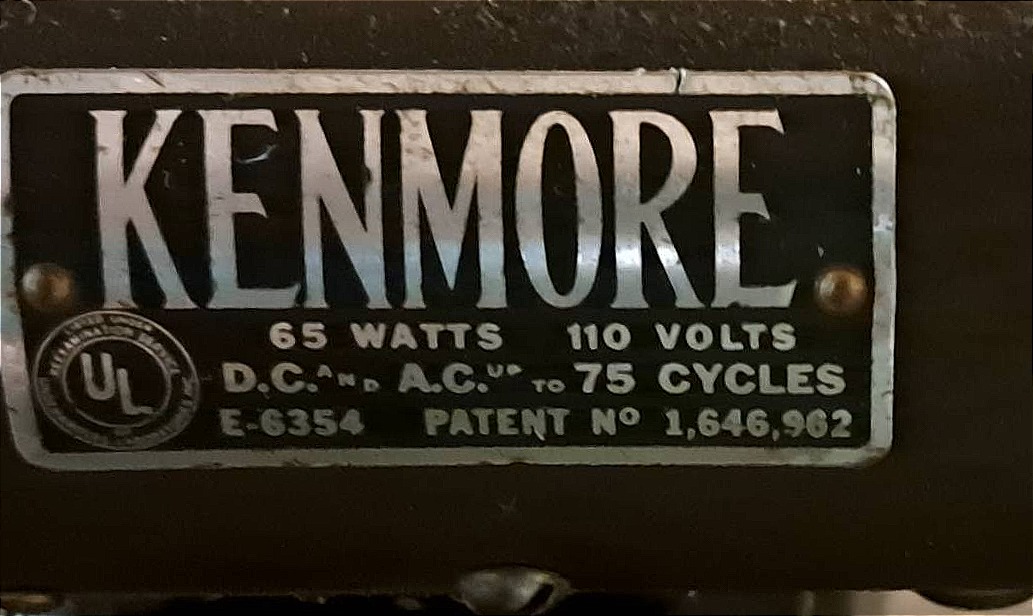 KENMORE
65 WATTS 110 VOLTS
D.C. AND A.C. UP TO 75 CYCLES
UL
E-6354 PATENT Nº 1,646,962